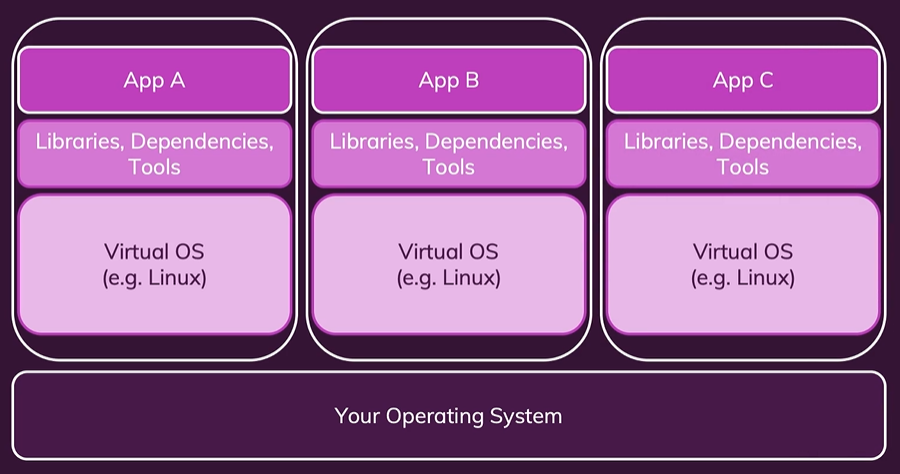 App A
Libraries, Dependencies,
Tools
Virtual OS
(e.g. Linux)
App B
Libraries, Dependencies,
Tools
Virtual OS
(e.g. Linux)
App C
Libraries, Dependencies,
Tools
Virtual OS
(e.g. Linux)
Your Operating System